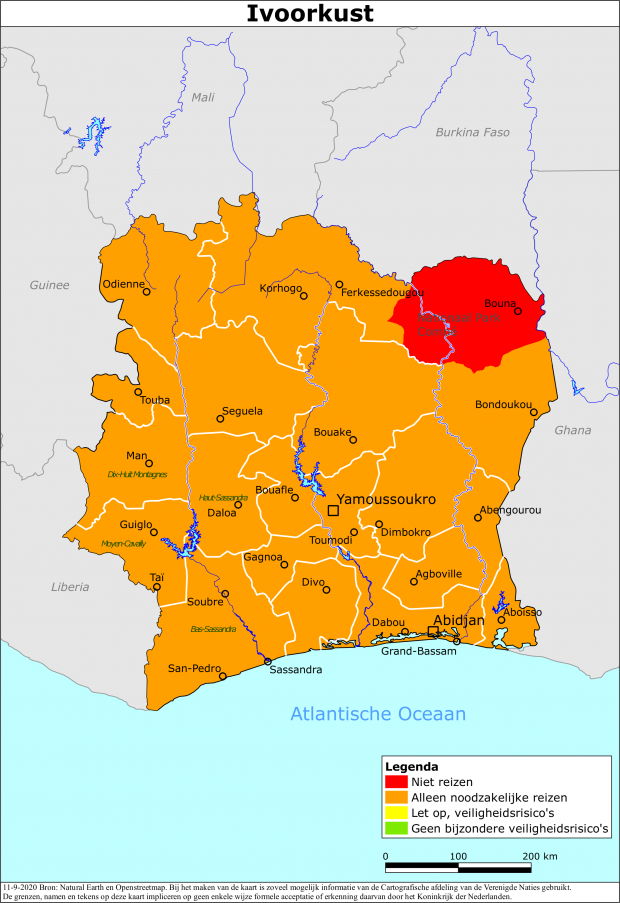 Ivoorkust
Mali
Burkina Faso
Guinee
Odienne
Korhogo
Ferkessedougou
Bouna
Nationaal Park
Comoé
Touba
Seguela
Bondoukou
Ghana
Bouake
Man
Dix-Huit Montagnes
Bouafle
Haut-Sassandra
Daloa
Yamoussoukro
Abengourou
Guiglo
Moyen-Cavally
Dimbokro
Toumodi
Gagnoa
Liberia
Taï
Divo
Agboville
Soubre
Bas-Sassandra
Dabou
Abidjan
Aboisso
Grand-Bassam
San-Pedro
Sassandra
Atlantische Oceaan
Legenda
Niet reizen
Alleen noodzakelijke reizen
Let op, veiligheidsrisico's
Geen bijzondere veiligheidsrisico's
0 100 200 km
11-9-2020 Bron: Natural Earth en Openstreetmap. Bij het maken van de kaart is zoveel mogelijk informatie van de Cartografische afdeling van de Verenigde Naties gebruikt.
De grenzen, namen en tekens op deze kaart impliceren op geen enkele wijze formele acceptatie of erkenning daarvan door het Koninkrijk der Nederlanden.